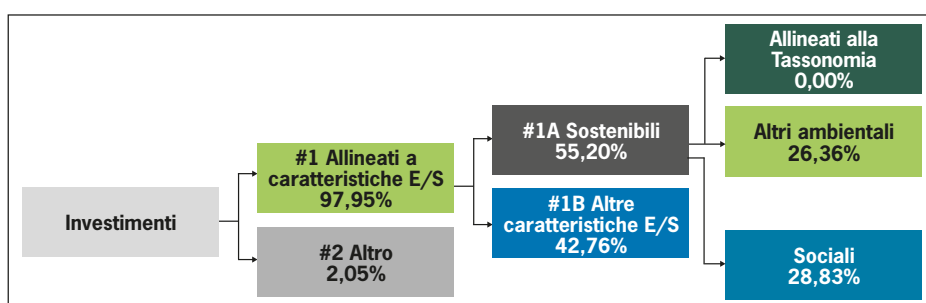 Investimenti
#1 Allineati a
caratteristiche E/S
97,95%
#2 Altro
2,05%
#1A Sostenibili
55,20%
#1B Altre
caratteristiche E/S
42,76%
Allineati alla
Tassonomia
0,00%
Altri ambientali
26,36%
Sociali
28,83%